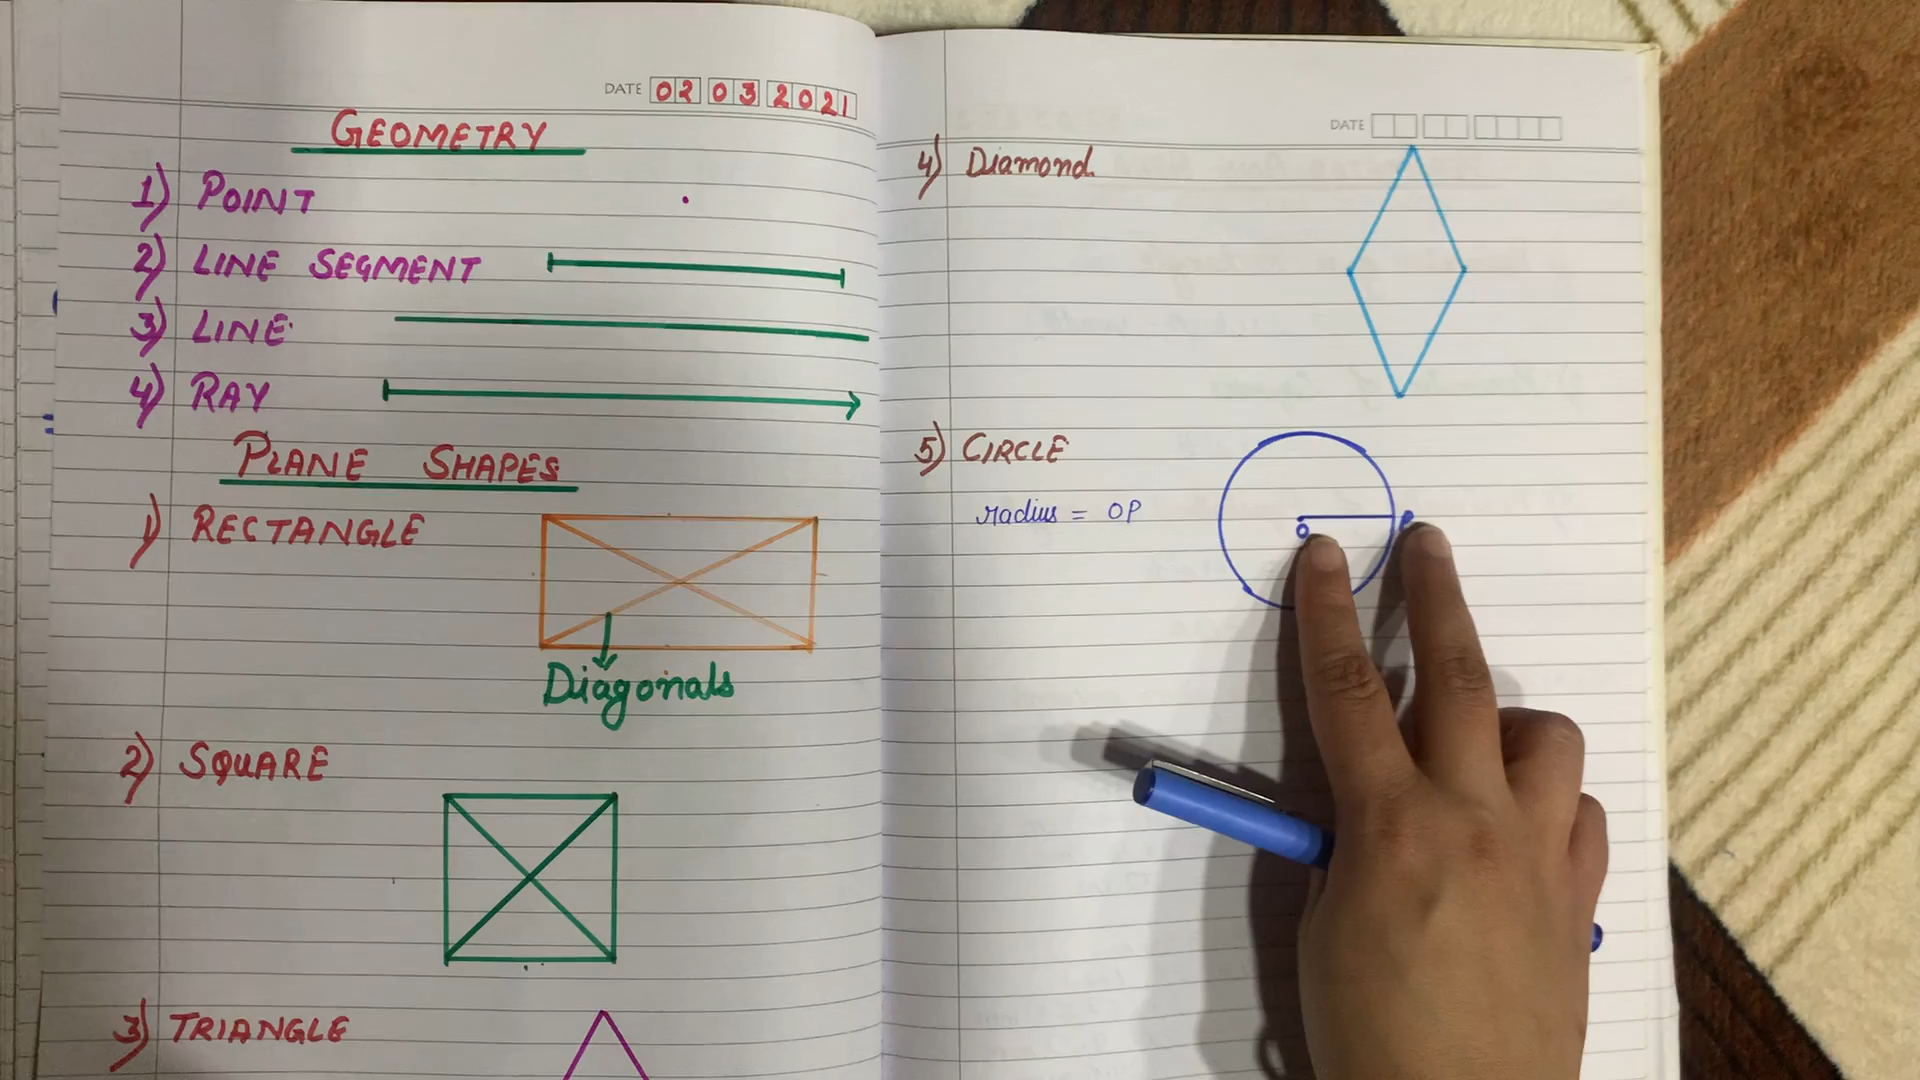 DATE 02 03 2021
GEOMETRY
1) POINT
2) LINE SEGMENT
3) LINE
4) RAY
PLANE SHAPES
1) RECTANGLE
Diagonals
2) SQUARE
3) TRIANGLE
DATE
4) Diamond.
5) CIRCLE
radius = OP
O P